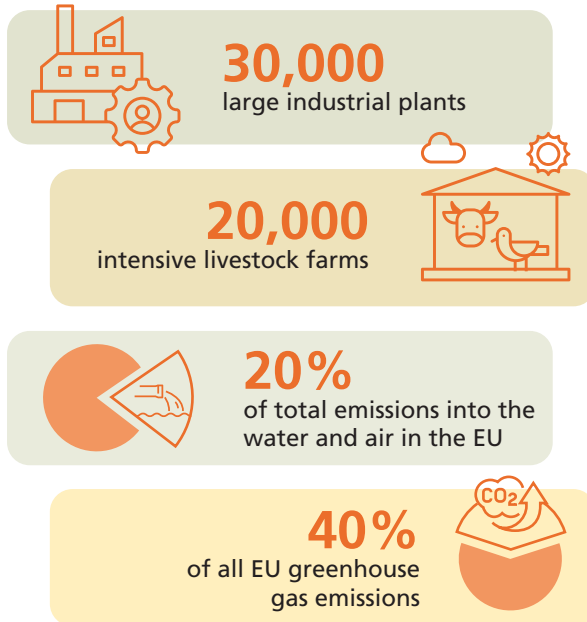 30,000
large industrial plants
20,000
intensive livestock farms
20%
of total emissions into the
water and air in the EU
CO2
40%
of all EU greenhouse
gas emissions